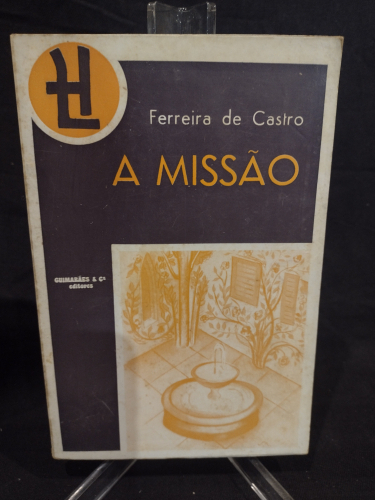 Ferreira de Castro
A MISSÃO
GUIMARÃES & Cª
editores